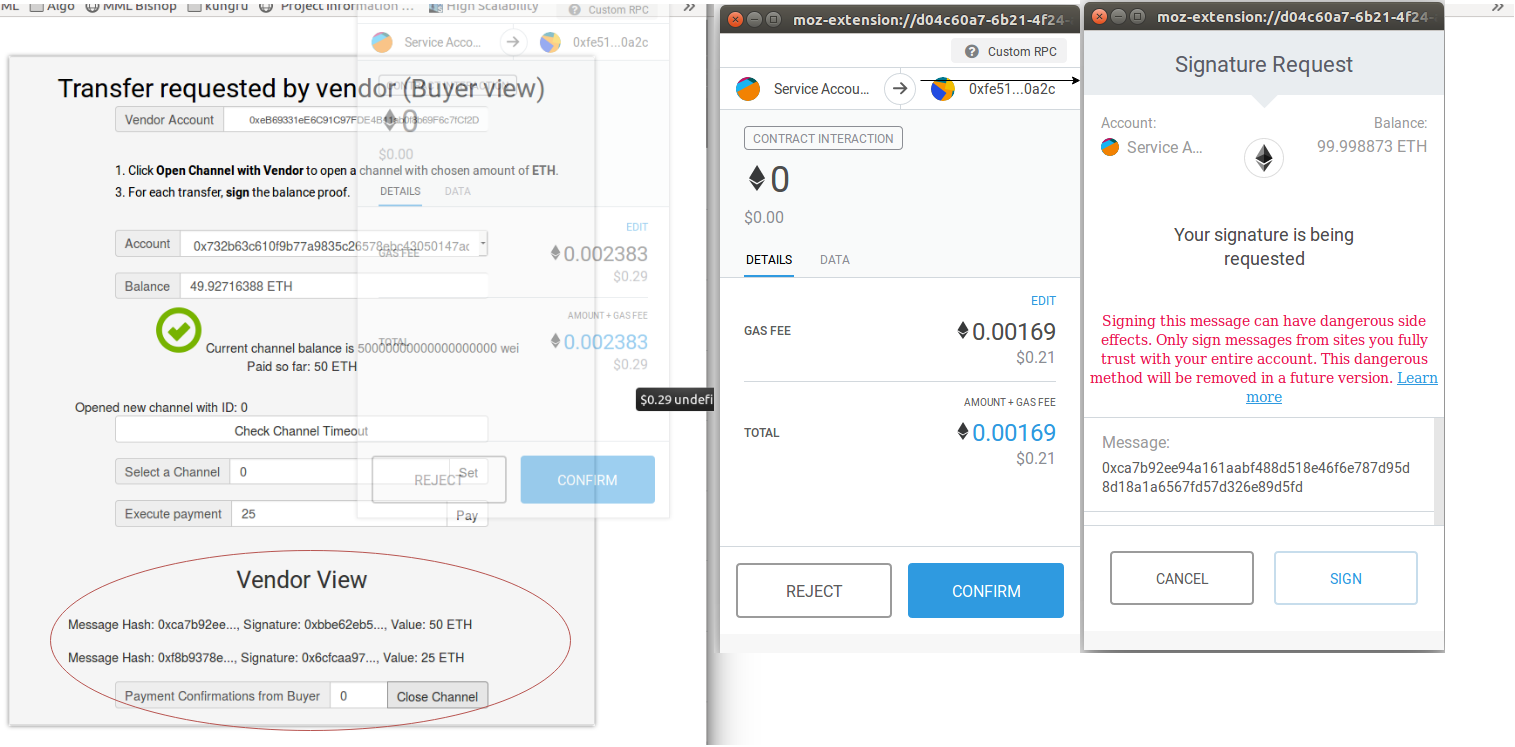 ML Algo MML Bishop kungfu Project Information ... High Scalability »
Custom RPC
Service Acco... 0xfe51...0a2c
Transfer requested by vendor (Buyer view)
CONTRACT INTERACTION
Vendor Account
0
$0.00
1. Click Open Channel with Vendor to open a channel with chosen amount of ETH.
3. For each transfer, sign the balance proof.
DETAILS DATA
EDIT
Account 0x732b63c610f9b77a9835c26578ebc43050147ac
GAS FEE 0.002383
$0.29
Balance 49.92716388 ETH
AMOUNT + GAS FEE
TOTAL 0.002383
$0.29
Current channel balance is 50000000000000000000 wei
Paid so far: 50 ETH
$0.29 undefi
Opened new channel with ID: 0
Check Channel Timeout
Select a Channel 0 Set
REJECT CONFIRM
Execute payment 25 Pay
Vendor View
Message Hash: 0xca7b92ee..., Signature: 0xbbe62eb5..., Value: 50 ETH
Message Hash: 0xf8b9378e..., Signature: 0x6cfcaa97..., Value: 25 ETH
Payment Confirmations from Buyer 0 Close Channel
moz-extension://d04c60a7-6b21-4f24-
Custom RPC
Service Accou... 0xfe51...0a2c
CONTRACT INTERACTION
0
$0.00
DETAILS DATA
EDIT
GAS FEE 0.00169
$0.21
AMOUNT + GAS FEE
TOTAL 0.00169
$0.21
REJECT CONFIRM
moz-extension://d04c60a7-6b21-4f24-
Signature Request
Account: Balance:
Service A... 99.998873 ETH
Your signature is being
requested
Signing this message can have dangerous side
effects. Only sign messages from sites you fully
trust with your entire account. This dangerous
method will be removed in a future version. Learn
more
Message:
0xca7b92ee94a161aabf488d518e46f6e787d95d
8d18a1a6567fd57d326e89d5fd
CANCEL SIGN
»